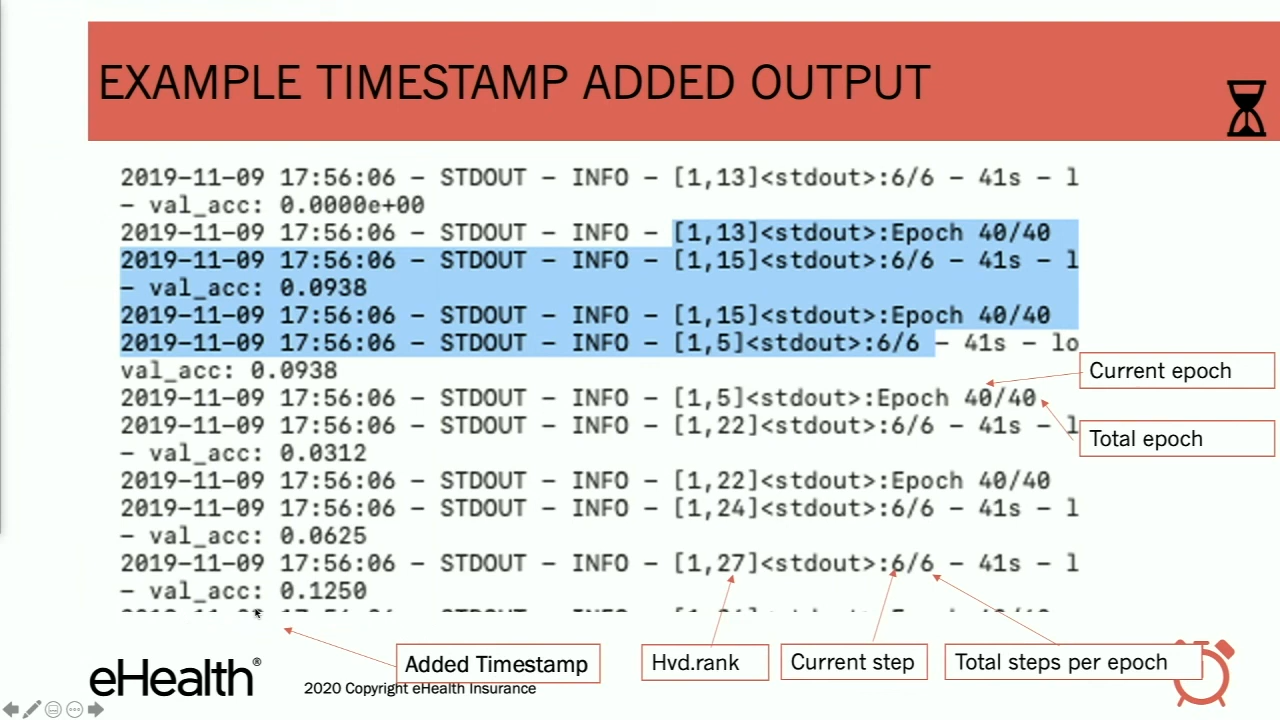 EXAMPLE TIMESTAMP ADDED OUTPUT
2019-11-09 17:56:06 - STDOUT - INFO - [1,13]<stdout>:6/6 - 41s - l
- val_acc: 0.0000e+00
2019-11-09 17:56:06 - STDOUT - INFO - [1,13]<stdout>:Epoch 40/40
2019-11-09 17:56:06 - STDOUT - INFO - [1,15]<stdout>:6/6 - 41s - l
- val_acc: 0.0938
2019-11-09 17:56:06 - STDOUT - INFO - [1,15]<stdout>:Epoch 40/40
2019-11-09 17:56:06 - STDOUT - INFO - [1,5]<stdout>:6/6 - 41s - lo
val_acc: 0.0938
Current epoch
2019-11-09 17:56:06 - STDOUT - INFO - [1,5]<stdout>:Epoch 40/40
2019-11-09 17:56:06 - STDOUT - INFO - [1,22]<stdout>:6/6 - 41s - l
Total epoch
- val_acc: 0.0312
2019-11-09 17:56:06 - STDOUT - INFO - [1,22]<stdout>:Epoch 40/40
2019-11-09 17:56:06 - STDOUT - INFO - [1,24]<stdout>:6/6 - 41s - l
- val_acc: 0.0625
2019-11-09 17:56:06 - STDOUT - INFO - [1,27]<stdout>:6/6 - 41s - l
- val_acc: 0.1250
Added Timestamp
Hvd.rank
Current step
Total steps per epoch
eHealth®
2020 Copyright eHealth Insurance